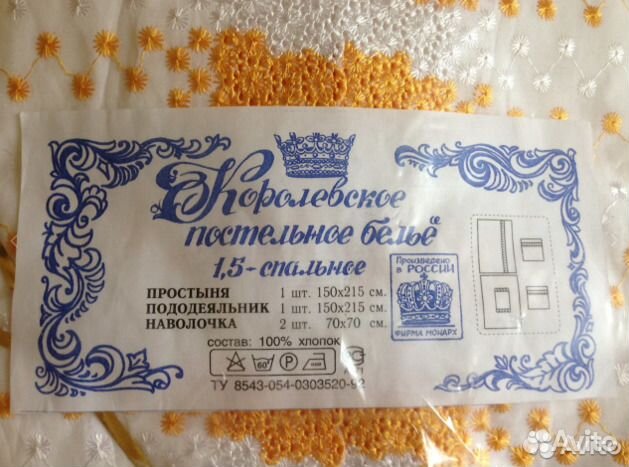 Королевское
постельное бельё
1,5-спальное
ПРОСТЫНЯ 1 шт. 150х215 см.
ПОДОДЕЯЛЬНИК 1 шт. 150х215 см.
НАВОЛОЧКА 2 шт. 70х70 см.
Произведено
в РОССИИ
ФИРМА МОНАРХ
состав: 100% хлопок
60° P
ТУ 8543-054-0303520-92
Avito